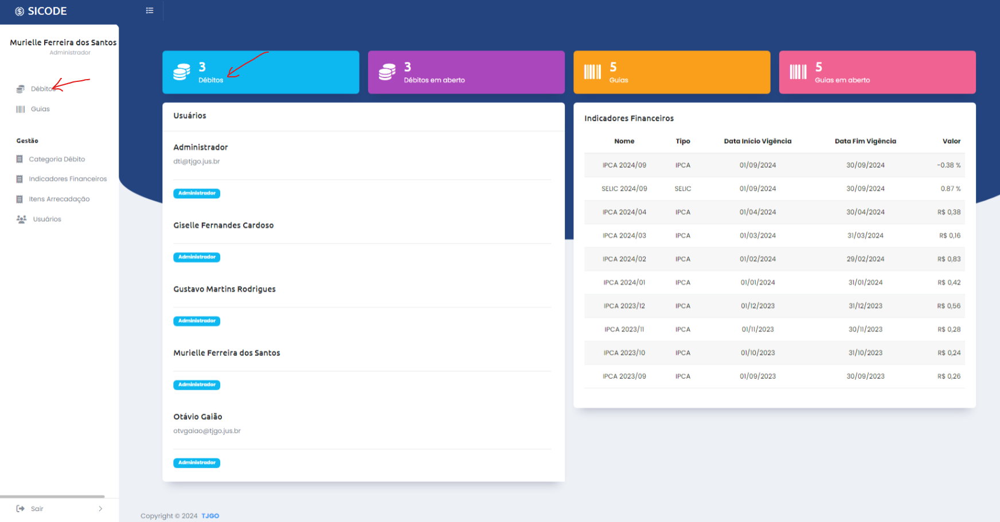 SICODE
Murielle Ferreira dos Santos
Administrador
Débitos
Guias
Gestão
Categoria Débito
Indicadores Financeiros
Itens Arrecadação
Usuários
Sair
3
Débitos
3
Débitos em aberto
5
Guias
5
Guias em aberto
Usuários
Administrador
dti@tjgo.jus.br
Administrador
Giselle Fernandes Cardoso
Administrador
Gustavo Martins Rodrigues
Administrador
Murielle Ferreira dos Santos
Administrador
Otávio Gaião
otvgaiao@tjgo.jus.br
Administrador
Indicadores Financeiros
Nome Tipo Data Início Vigência Data Fim Vigência Valor
IPCA 2024/09 IPCA 01/09/2024 30/09/2024 -0.38 %
SELIC 2024/09 SELIC 01/09/2024 30/09/2024 0.87 %
IPCA 2024/04 IPCA 01/04/2024 30/04/2024 R$ 0,38
IPCA 2024/03 IPCA 01/03/2024 31/03/2024 R$ 0,16
IPCA 2024/02 IPCA 01/02/2024 29/02/2024 R$ 0,83
IPCA 2024/01 IPCA 01/01/2024 31/01/2024 R$ 0,42
IPCA 2023/12 IPCA 01/12/2023 31/12/2023 R$ 0,56
IPCA 2023/11 IPCA 01/11/2023 30/11/2023 R$ 0,28
IPCA 2023/10 IPCA 01/10/2023 31/10/2023 R$ 0,24
IPCA 2023/09 IPCA 01/09/2023 30/09/2023 R$ 0,26
Copyright © 2024 TJGO